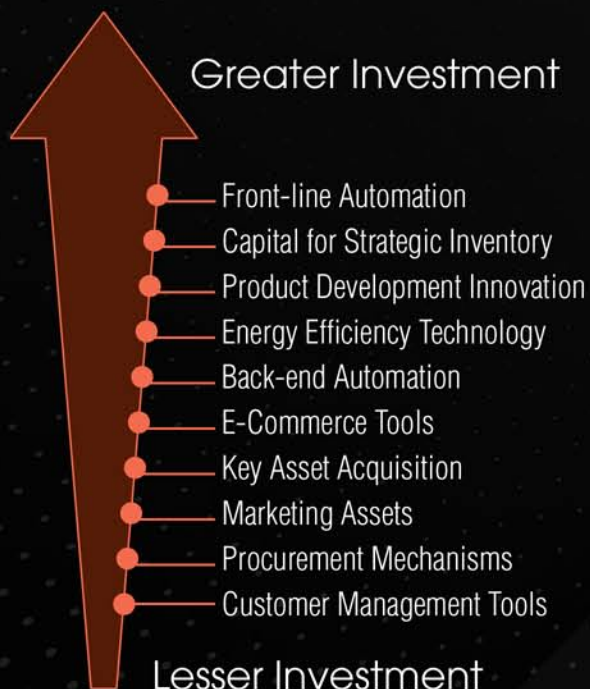 Greater Investment
Front-line Automation
Capital for Strategic Inventory
Product Development Innovation
Energy Efficiency Technology
Back-end Automation
E-Commerce Tools
Key Asset Acquisition
Marketing Assets
Procurement Mechanisms
Customer Management Tools
Lesser Investment